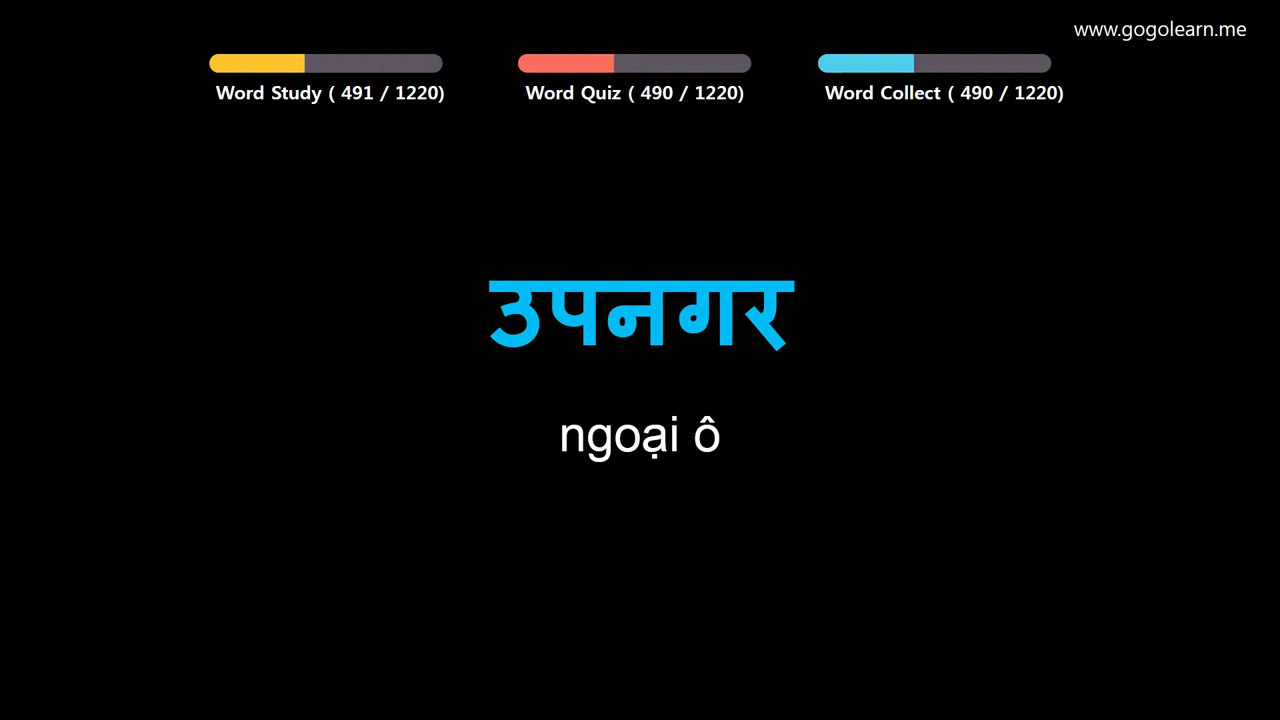 www.gogolearn.me
Word Study ( 491 / 1220)
Word Quiz ( 490 / 1220)
Word Collect ( 490 / 1220)
उपनगर
ngoại ô